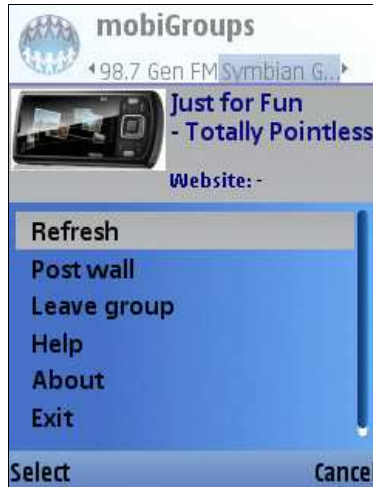 mobiGroups
98.7 Gen FM Symbian G...
Just for Fun
- Totally Pointless
Website: -
Refresh
Post wall
Leave group
Help
About
Exit
Select Cancel